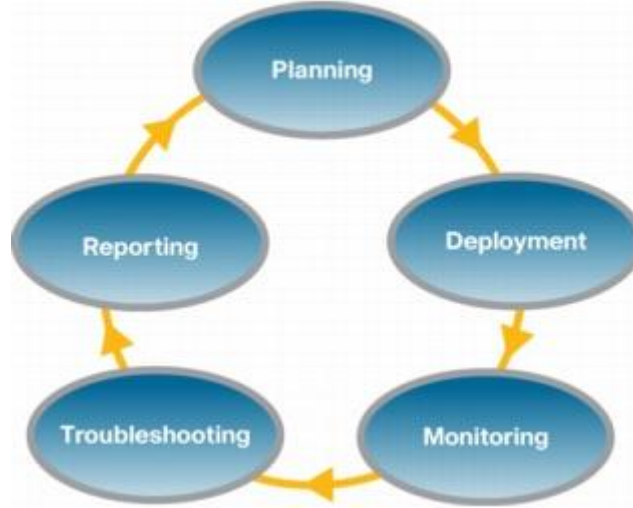 Planning
Deployment
Monitoring
Troubleshooting
Reporting